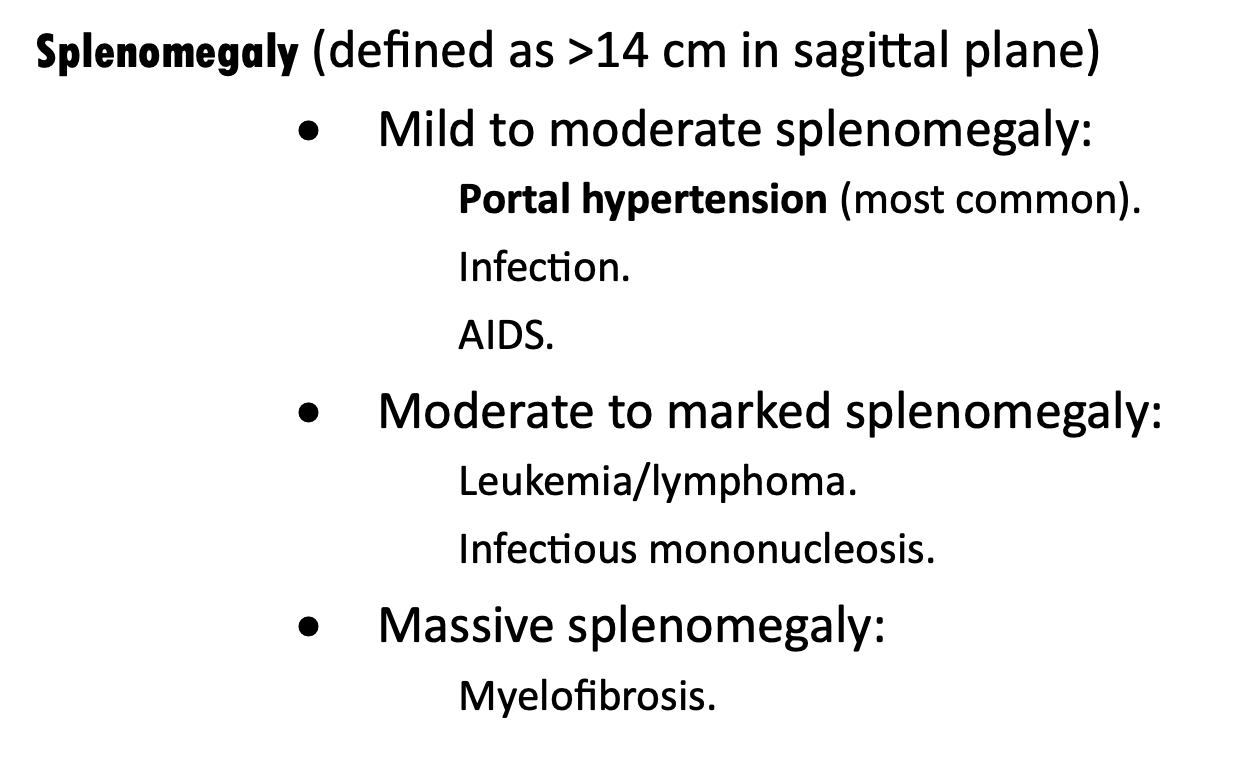 Splenomegaly (defined as >14 cm in sagittal plane)
• Mild to moderate splenomegaly:
Portal hypertension (most common).
Infection.
AIDS.
• Moderate to marked splenomegaly:
Leukemia/lymphoma.
Infectious mononucleosis.
• Massive splenomegaly:
Myelofibrosis.